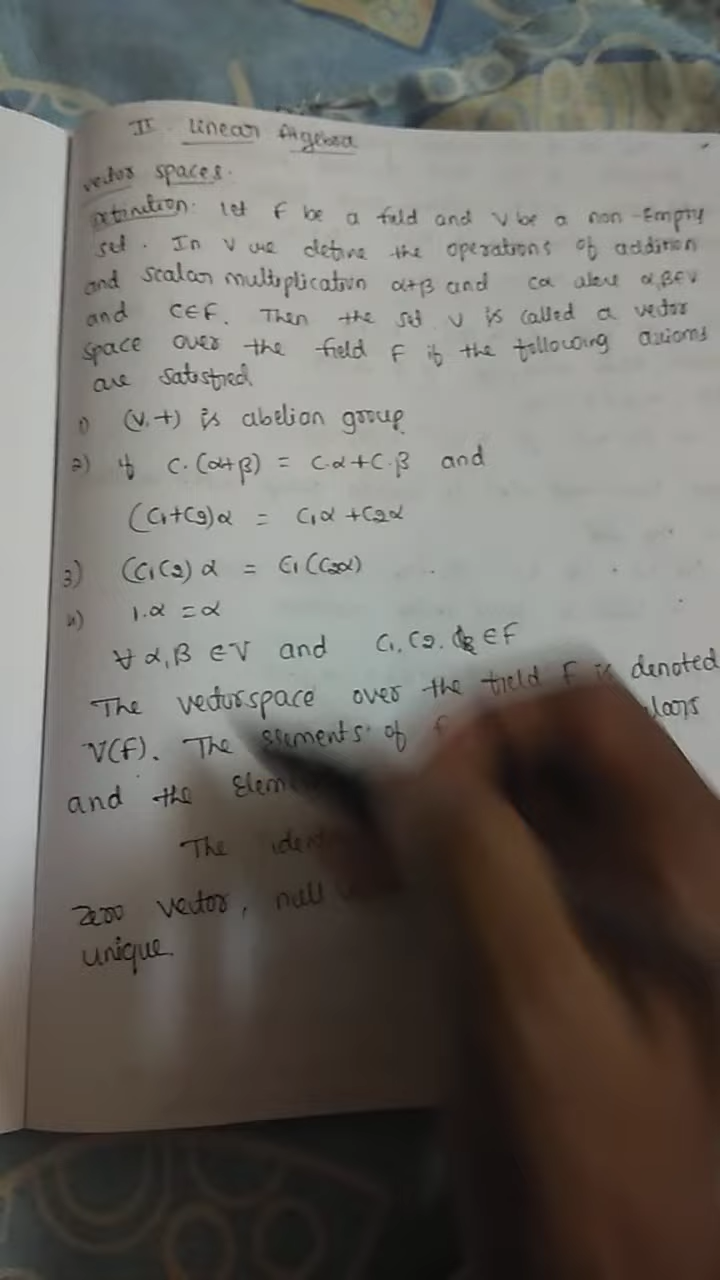 II Linear Algebra
vector spaces.
Let F be a field and V be a non-Empty
set. In V we define the operations of addition
and scalar multiplication α+β and cα α,β∈V
and C∈F. Then the set V is called a vector
space over the field F if the following axioms
are satisfied
1) (V,+) is abelion group
2) if C.(α+β) = C.α+C.β and
(C1+C2)α = C1α+C2α
3) (C1C2)α = C1(C2α)
4) 1.α = α
∀ α,β ∈V and C1,C2. ∈F
The vectorspace over the field F is denoted
V(F). The Elements of
and the
The
zero vector, null
unique.